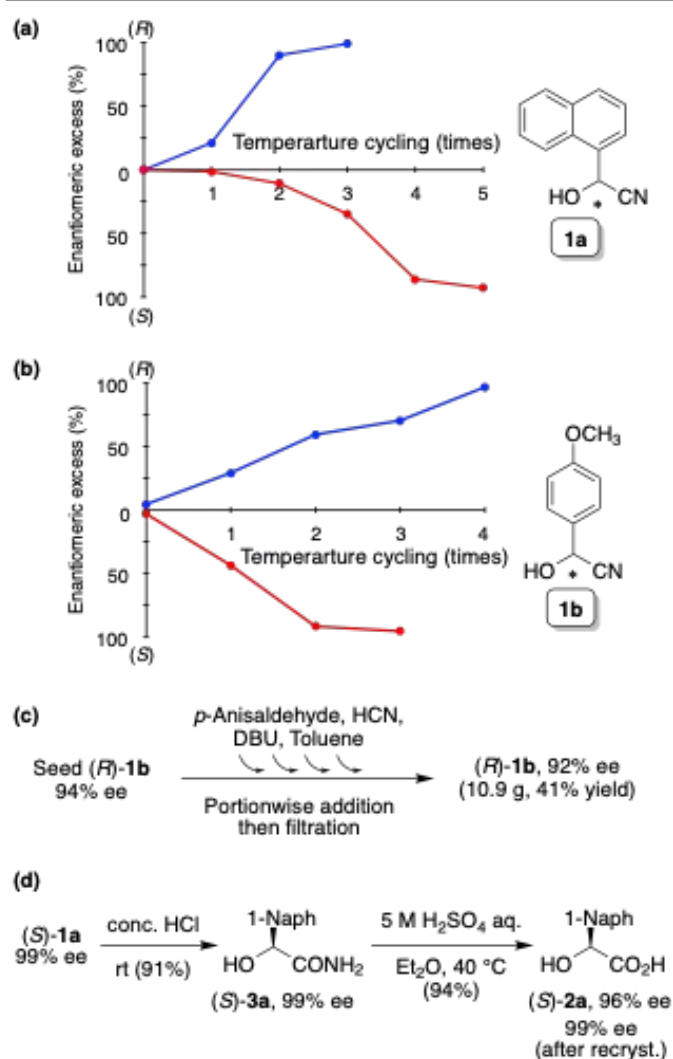 (a)
(R)
100
50
0
50
100
(S)
Enantiomeric excess (%)
Temperarture cycling (times)
1 2 3 4 5
HO * CN
1a
(b)
(R)
100
50
0
50
100
(S)
Enantiomeric excess (%)
1 2 3 4
Temperarture cycling (times)
OCH3
HO * CN
1b
(c)
Seed (R)-1b
94% ee
p-Anisaldehyde, HCN,
DBU, Toluene
Portionwise addition
then filtration
(R)-1b, 92% ee
(10.9 g, 41% yield)
(d)
(S)-1a
99% ee
conc. HCl
rt (91%)
1-Naph
HO CONH2
(S)-3a, 99% ee
5 M H2SO4 aq.
Et2O, 40 °C
(94%)
1-Naph
HO CO2H
(S)-2a, 96% ee
99% ee
(after recryst.)